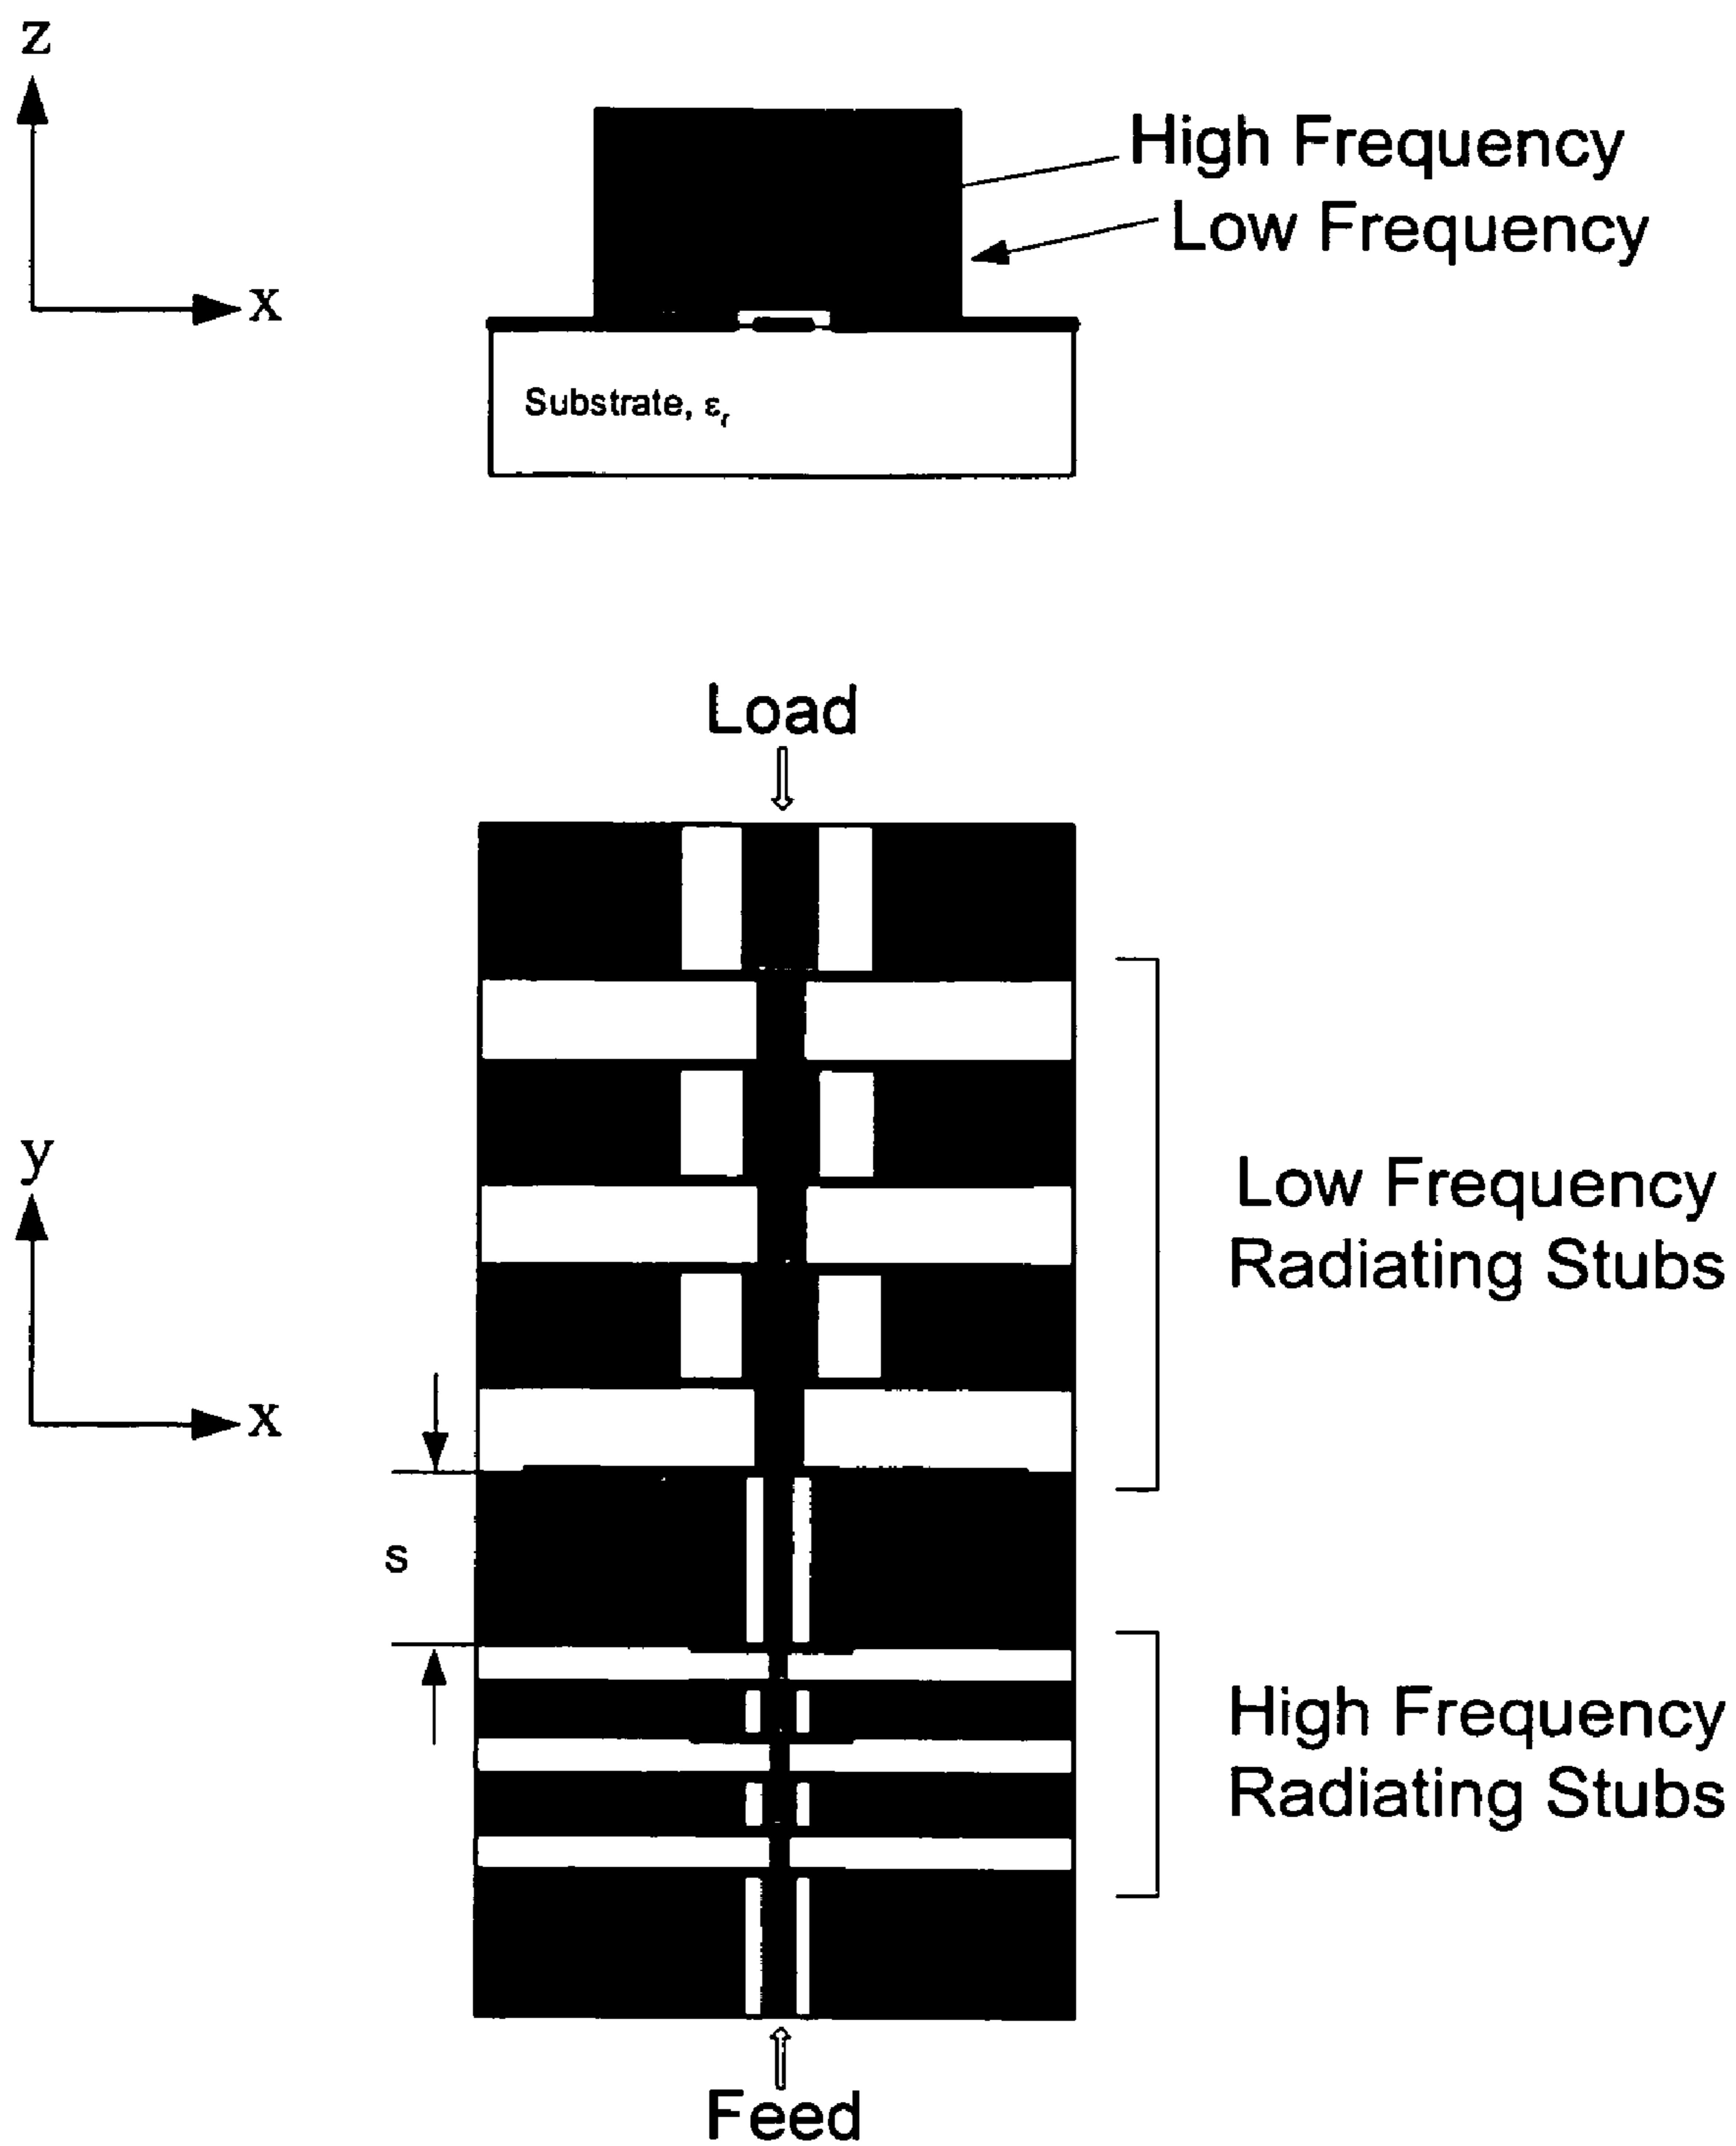 z
High Frequency
Low Frequency
x
Substrate, εr
Load
y
Low Frequency
Radiating Stubs
x
s
High Frequency
Radiating Stubs
Feed